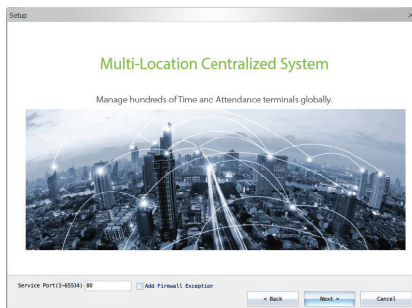 Setup
Multi-Location Centralized System
Manage hundreds of Time and Attendance terminals globally.
Service Port(1~65534) 80 Add Firewall Exception
< Back Next > Cancel